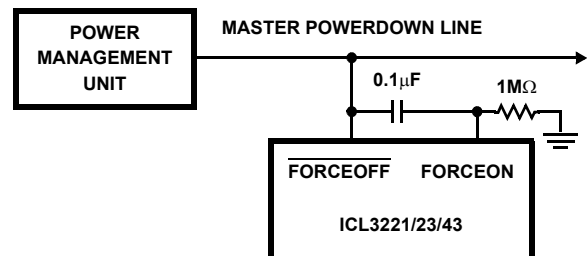 POWER
MANAGEMENT
UNIT
MASTER POWERDOWN LINE
0.1μF
1MΩ
FORCEOFF FORCEON
ICL3221/23/43